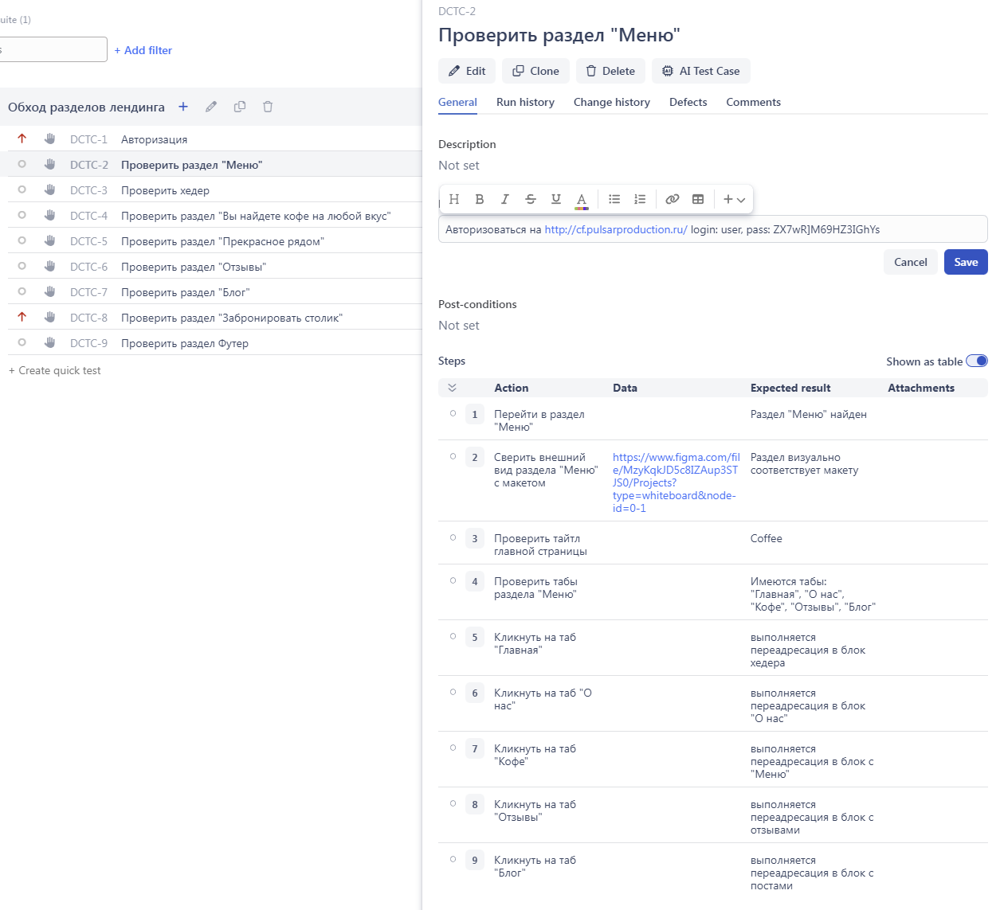 uite (1)
s
+ Add filter
Обход разделов лендинга
DCTC-1 Авторизация
DCTC-2 Проверить раздел "Меню"
DCTC-3 Проверить хедер
DCTC-4 Проверить раздел "Вы найдете кофе на любой вкус"
DCTC-5 Проверить раздел "Прекрасное рядом"
DCTC-6 Проверить раздел "Отзывы"
DCTC-7 Проверить раздел "Блог"
DCTC-8 Проверить раздел "Забронировать столик"
DCTC-9 Проверить раздел Футер
+ Create quick test
DCTC-2
Проверить раздел "Меню"
Edit Clone Delete AI Test Case
General Run history Change history Defects Comments
Description
Not set
Авторизоваться на http://cf.pulsarproduction.ru/ login: user, pass: ZX7wR]M69HZ3IGhYs
Cancel Save
Post-conditions
Not set
Steps Shown as table
Action Data Expected result Attachments
1 Перейти в раздел Раздел "Меню" найден
"Меню"
2 Сверить внешний https://www.figma.com/fil Раздел визуально
вид раздела "Меню" e/MzyKqkJD5c8IZAup3ST соответствует макету
с макетом JS0/Projects?
type=whiteboard&node-
id=0-1
3 Проверить тайтл Coffee
главной страницы
4 Проверить табы Имеются табы:
раздела "Меню" "Главная", "О нас",
"Кофе", "Отзывы", "Блог"
5 Кликнуть на таб выполняется
"Главная" переадресация в блок
хедера
6 Кликнуть на таб "О выполняется
нас" переадресация в блок
"О нас"
7 Кликнуть на таб выполняется
"Кофе" переадресация в блок с
"Меню"
8 Кликнуть на таб выполняется
"Отзывы" переадресация в блок с
отзывами
9 Кликнуть на таб выполняется
"Блог" переадресация в блок с
постами